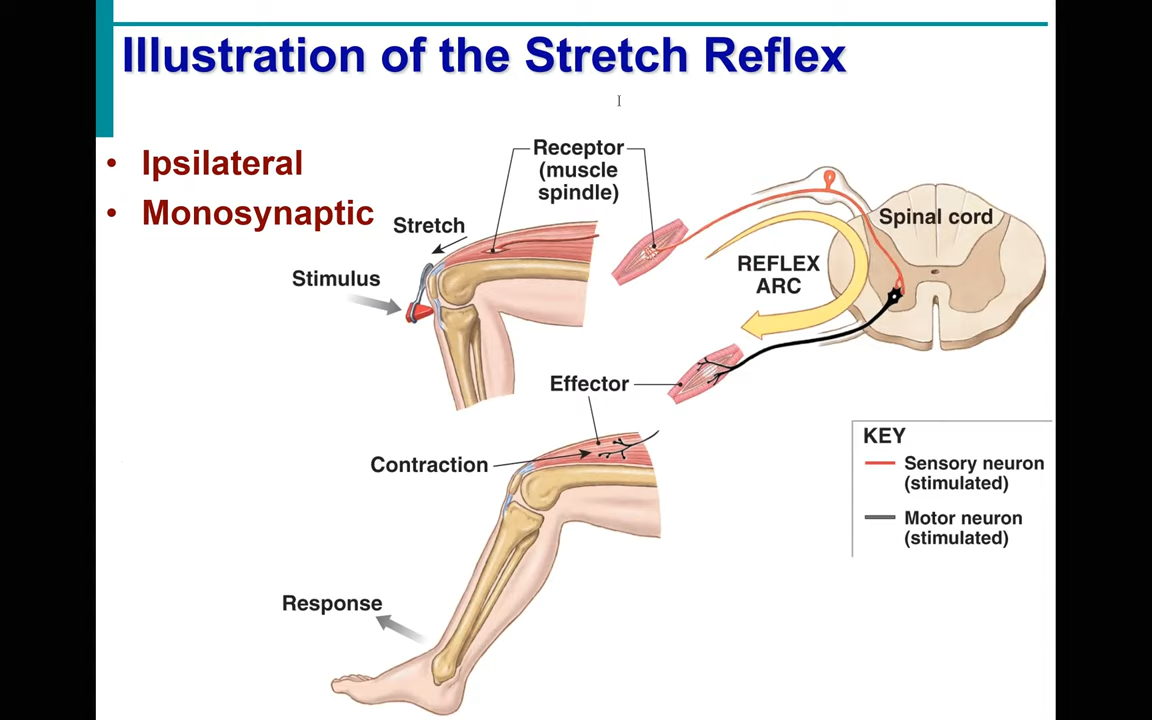 Illustration of the Stretch Reflex
• Ipsilateral
• Monosynaptic
Receptor
(muscle
spindle)
Stretch
Stimulus
Spinal cord
REFLEX
ARC
Effector
Contraction
Response
KEY
Sensory neuron
(stimulated)
Motor neuron
(stimulated)